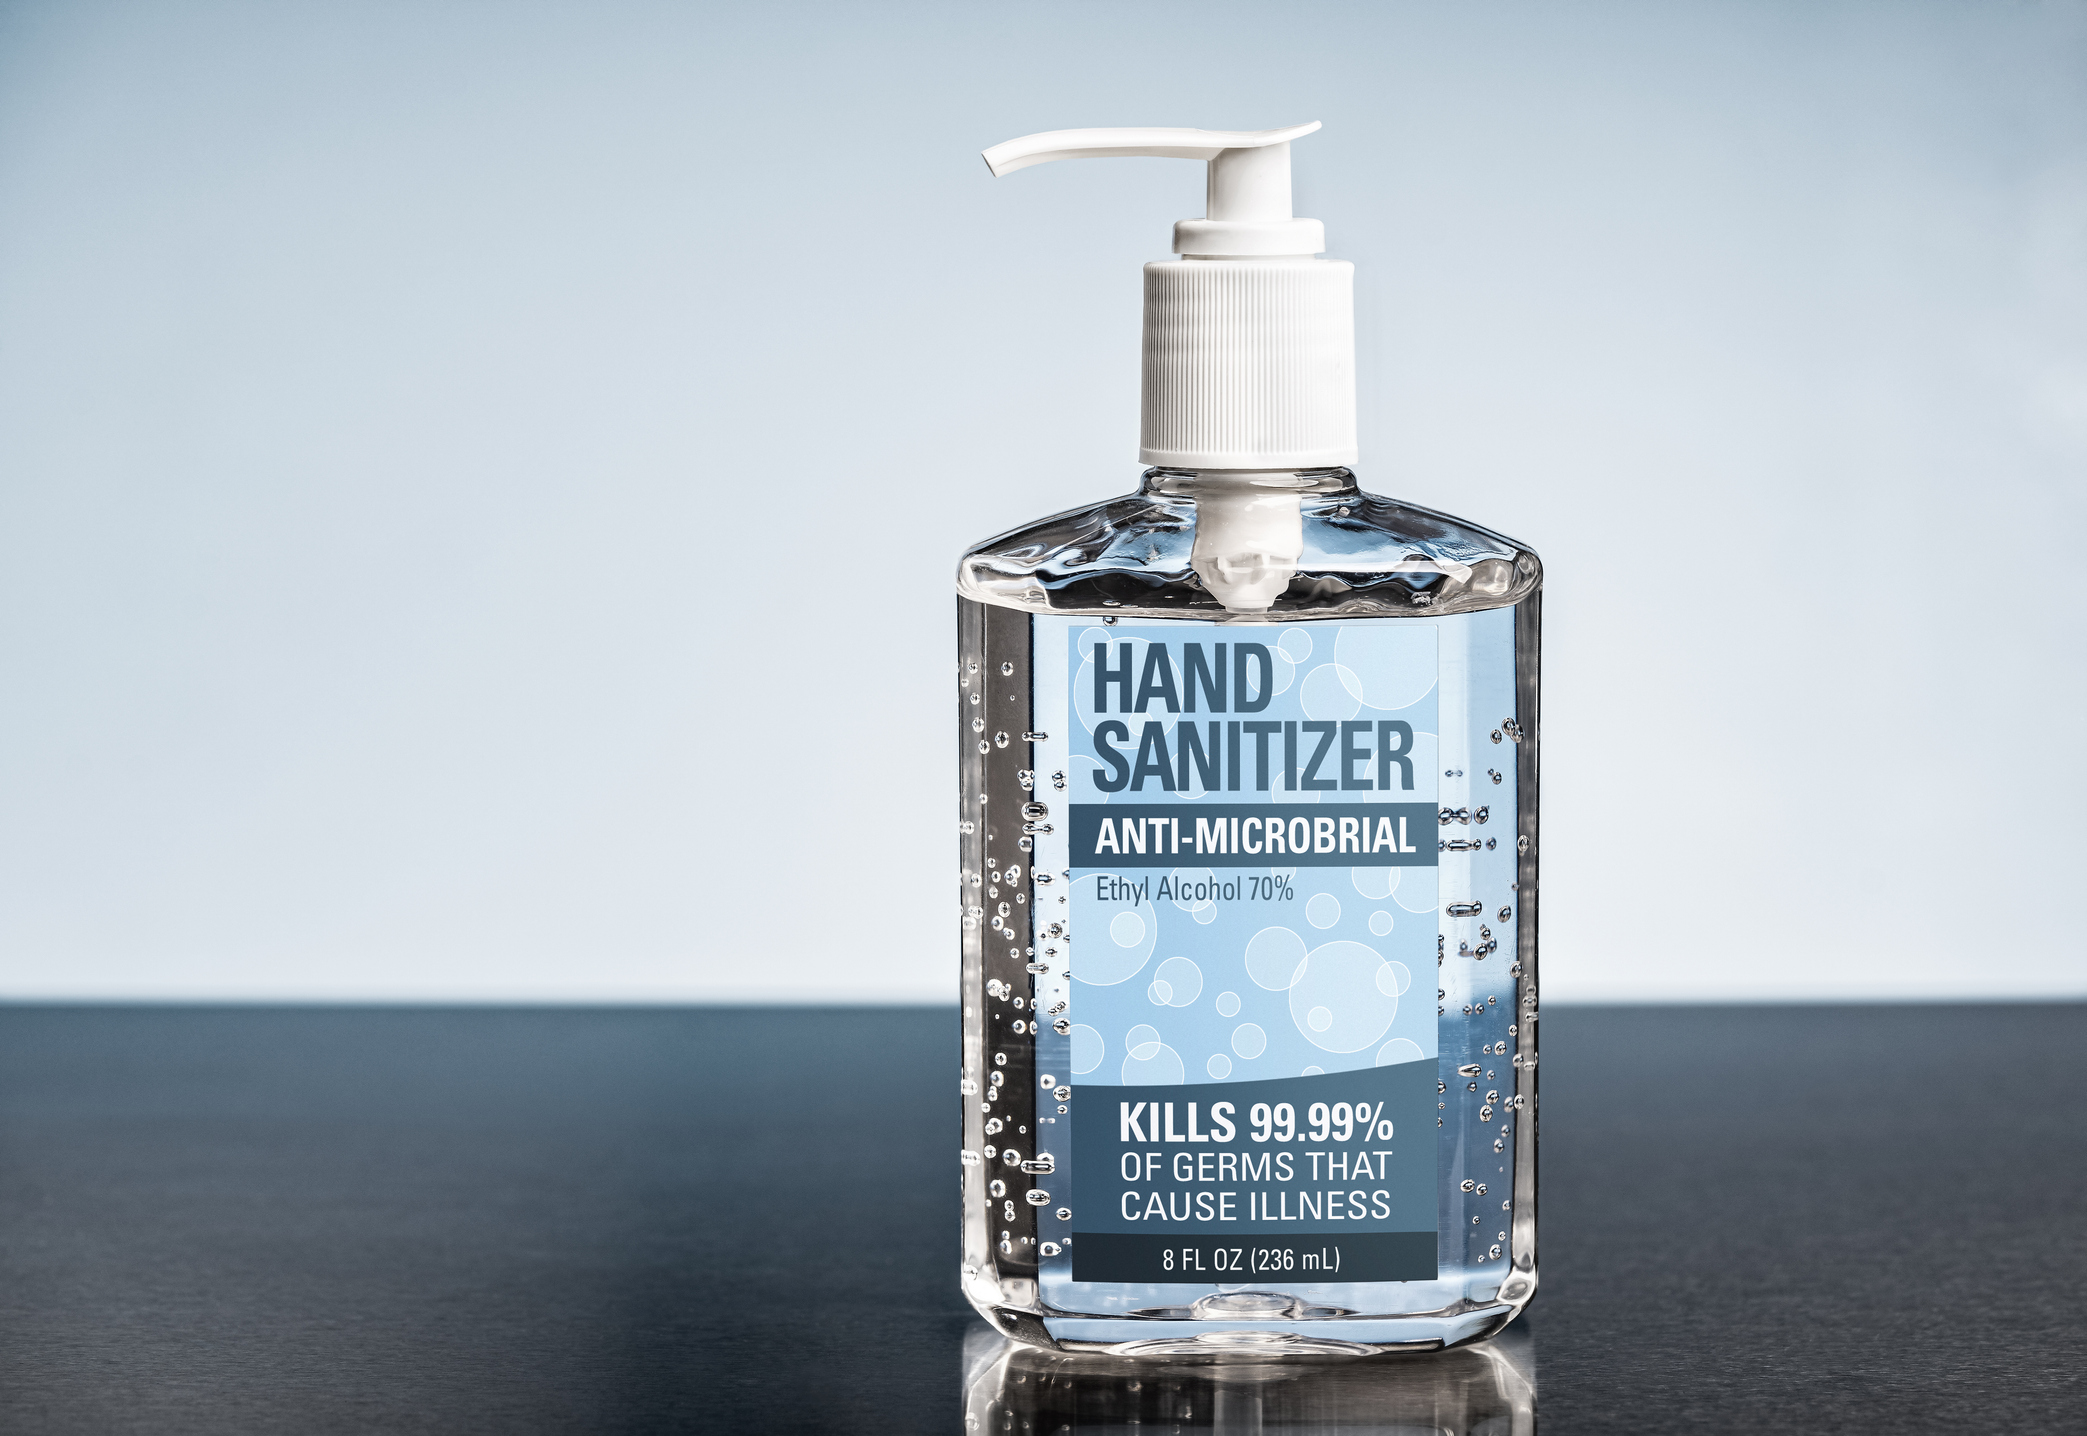 HAND
SANITIZER
ANTI-MICROBRIAL
Ethyl Alcohol 70%
KILLS 99.99%
OF GERMS THAT
CAUSE ILLNESS
8 FL OZ (236 mL)